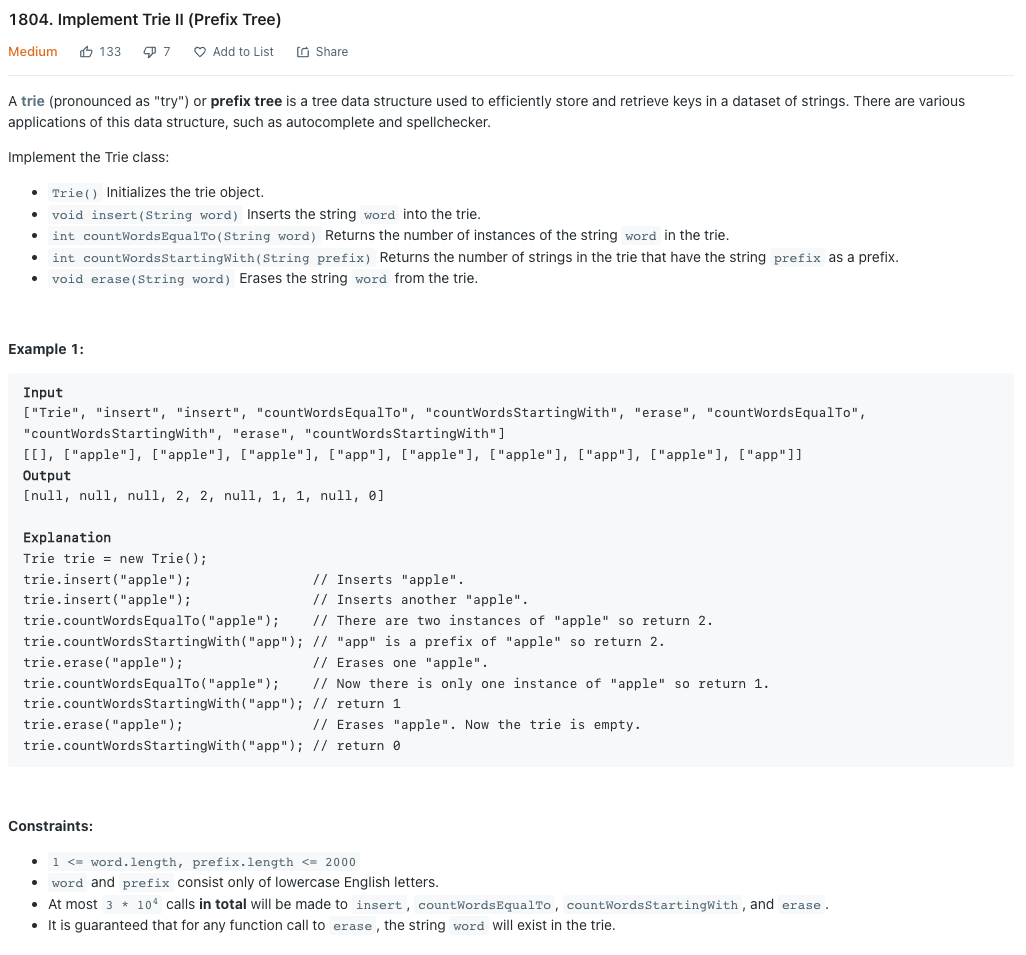 1804. Implement Trie II (Prefix Tree)
Medium 133 7 Add to List Share
A trie (pronounced as "try") or prefix tree is a tree data structure used to efficiently store and retrieve keys in a dataset of strings. There are various
applications of this data structure, such as autocomplete and spellchecker.
Implement the Trie class:
• Trie() Initializes the trie object.
• void insert(String word) Inserts the string word into the trie.
• int countWordsEqualTo(String word) Returns the number of instances of the string word in the trie.
• int countWordsStartingWith(String prefix) Returns the number of strings in the trie that have the string prefix as a prefix.
• void erase(String word) Erases the string word from the trie.
Example 1:
Input
["Trie", "insert", "insert", "countWordsEqualTo", "countWordsStartingWith", "erase", "countWordsEqualTo",
"countWordsStartingWith", "erase", "countWordsStartingWith"]
[[], ["apple"], ["apple"], ["apple"], ["app"], ["apple"], ["apple"], ["app"], ["apple"], ["app"]]
Output
[null, null, null, 2, 2, null, 1, 1, null, 0]
Explanation
Trie trie = new Trie();
trie.insert("apple");               // Inserts "apple".
trie.insert("apple");               // Inserts another "apple".
trie.countWordsEqualTo("apple");    // There are two instances of "apple" so return 2.
trie.countWordsStartingWith("app"); // "app" is a prefix of "apple" so return 2.
trie.erase("apple");                // Erases one "apple".
trie.countWordsEqualTo("apple");    // Now there is only one instance of "apple" so return 1.
trie.countWordsStartingWith("app"); // return 1
trie.erase("apple");                // Erases "apple". Now the trie is empty.
trie.countWordsStartingWith("app"); // return 0
Constraints:
• 1 <= word.length, prefix.length <= 2000
• word and prefix consist only of lowercase English letters.
• At most 3 * 10⁴ calls in total will be made to insert, countWordsEqualTo, countWordsStartingWith, and erase.
• It is guaranteed that for any function call to erase, the string word will exist in the trie.